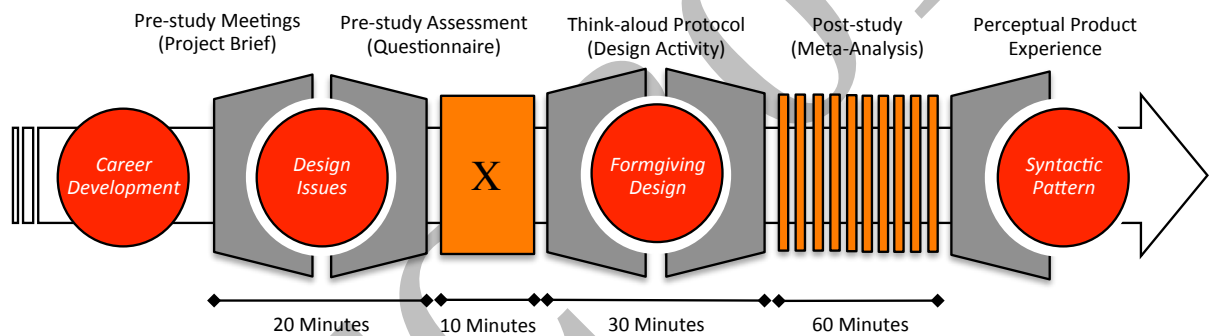 Pre-study Meetings
(Project Brief)
Pre-study Assessment
(Questionnaire)
Think-aloud Protocol
(Design Activity)
Post-study
(Meta-Analysis)
Perceptual Product
Experience
Career
Development
Design
Issues
X
Formgiving
Design
Syntactic
Pattern
20 Minutes
10 Minutes
30 Minutes
60 Minutes